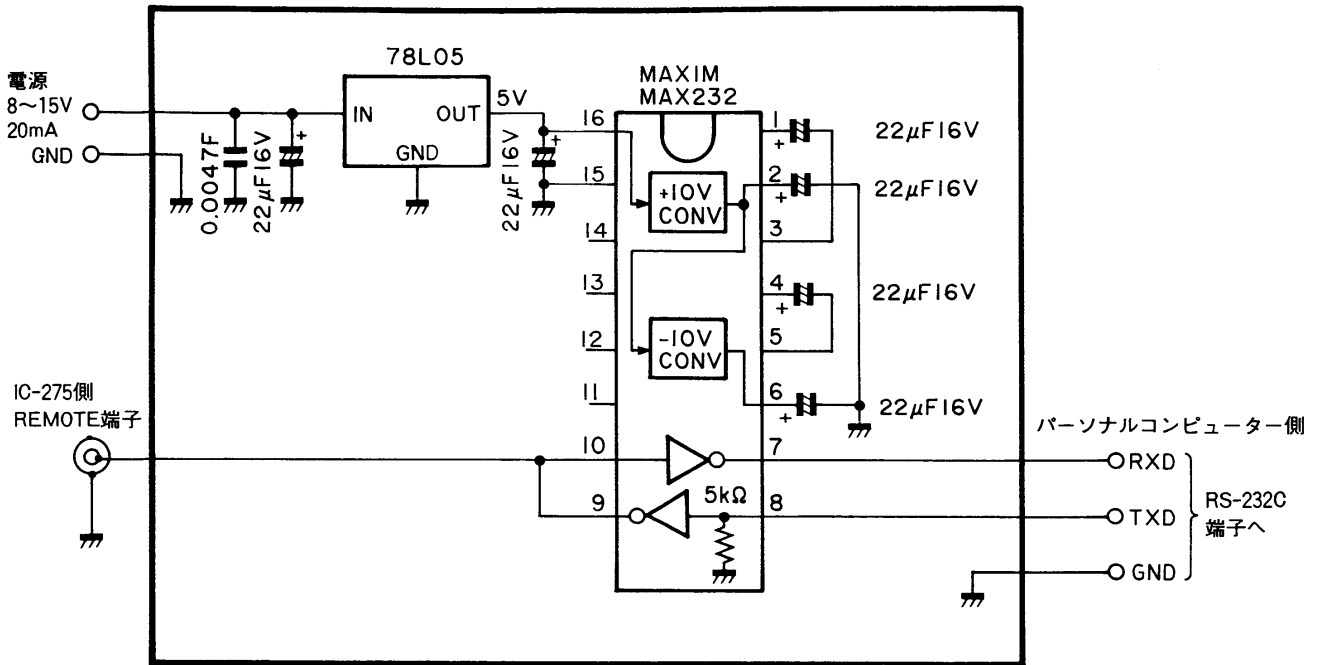 電源
8〜15V
20mA
GND
0.0047F
22μF16V
78L05
IN
OUT
GND
5V
22μF16V
MAXIM
MAX232
16
15
14
13
12
11
10
9
1
2
3
4
5
6
7
8
+10V
CONV
-10V
CONV
5kΩ
+
+
+
+
+
+
22μF16V
22μF16V
22μF16V
22μF16V
IC-275側
REMOTE端子
パーソナルコンピューター側
RXD
TXD
GND
RS-232C
端子へ